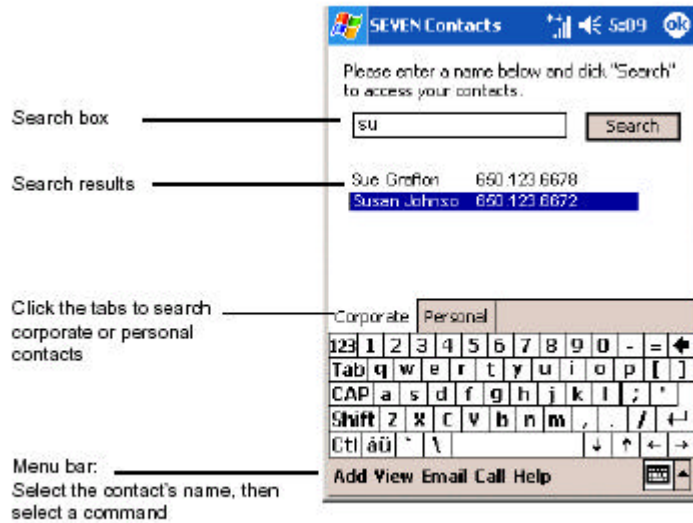 SEVEN Contacts 5:09 ok
Please enter a name below and click "Search"
to access your contacts.
Search box
su Search
Search results
Sue Grafton 650.123.6678
Susan Johnso 650.123.6672
Click the tabs to search
corporate or personal
contacts
Corporate Personal
123 1 2 3 4 5 6 7 8 9 0 - =
Tab q w e r t y u i o p [ ]
CAP a s d f g h j k l ; '
Shift z x c v b n m , . /
Ctl áü ` \
Menu bar:
Select the contact's name, then
select a command
Add View Email Call Help